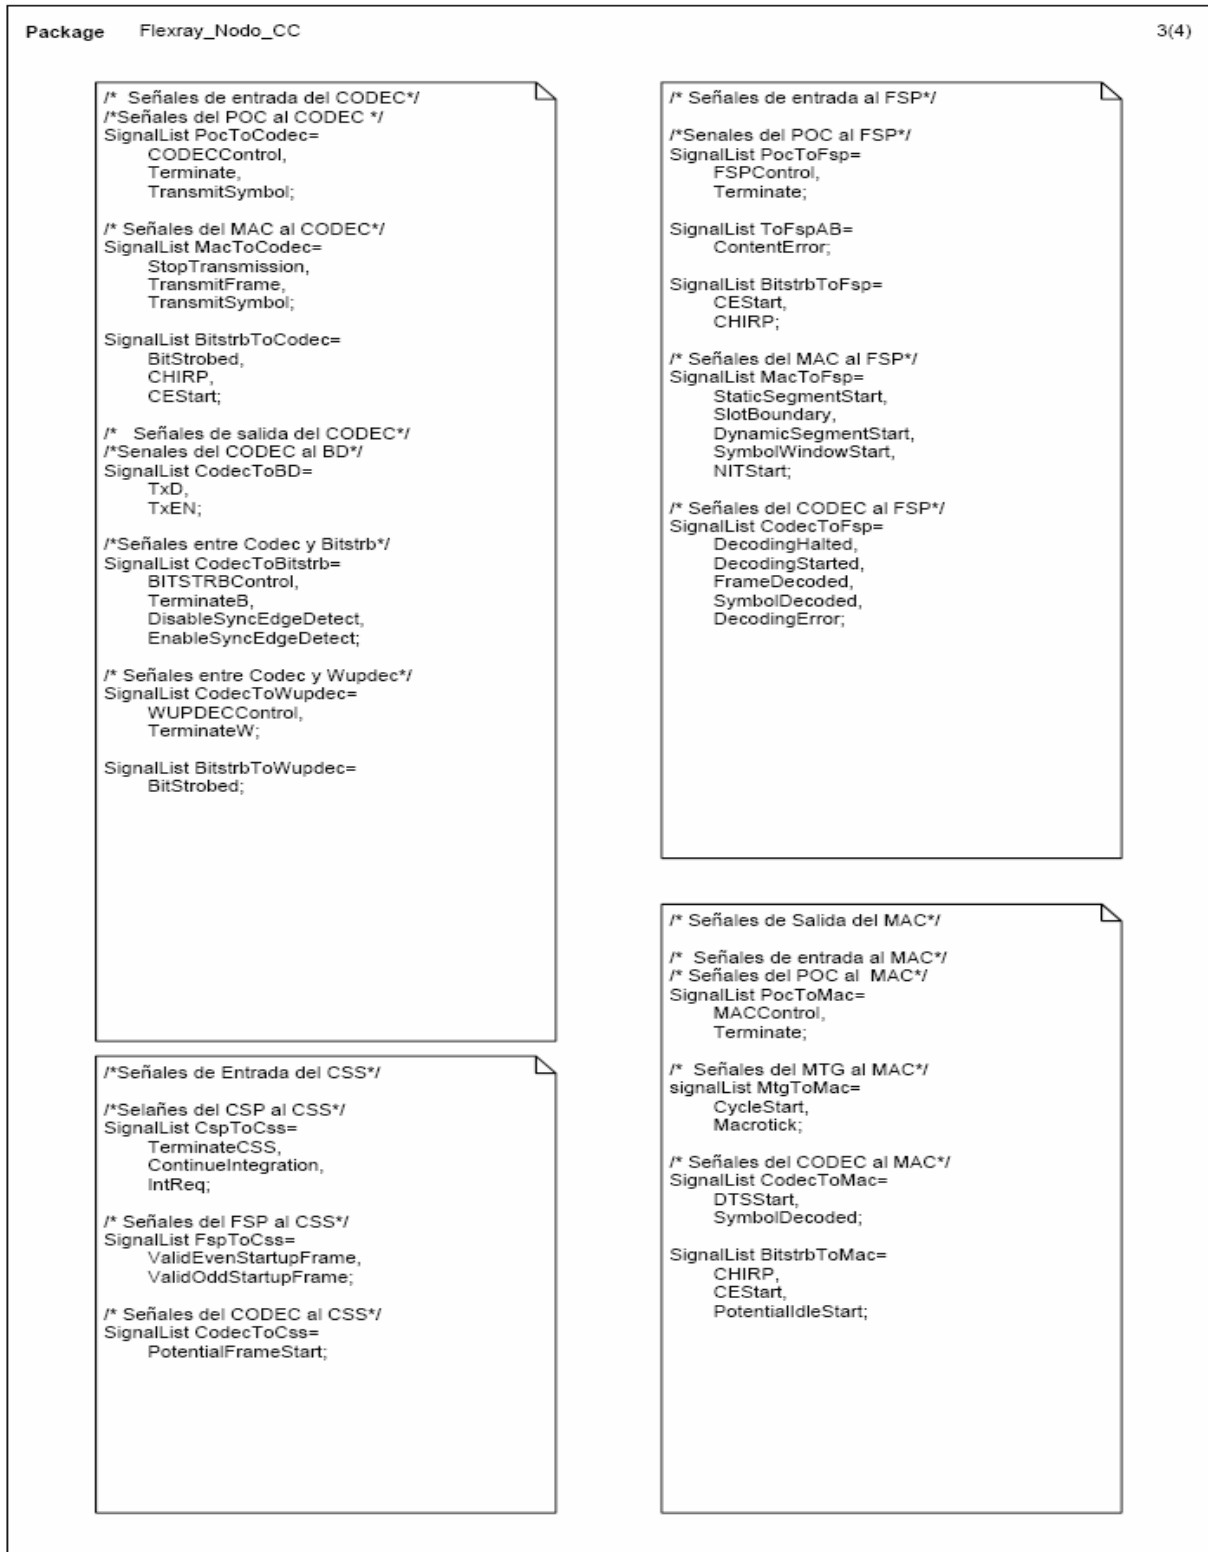 Package Flexray_Nodo_CC 3(4)
/* Señales de entrada del CODEC*/
/*Señales del POC al CODEC */
SignalList PocToCodec=
CODECControl,
Terminate,
TransmitSymbol;
/* Señales del MAC al CODEC*/
SignalList MacToCodec=
StopTransmission,
TransmitFrame,
TransmitSymbol;
SignalList BitstrbToCodec=
BitStrobed,
CHIRP,
CEStart;
/* Señales de salida del CODEC*/
/*Senales del CODEC al BD*/
SignalList CodecToBD=
TxD,
TxEN;
/*Señales entre Codec y Bitstrb*/
SignalList CodecToBitstrb=
BITSTRBControl,
TerminateB,
DisableSyncEdgeDetect,
EnableSyncEdgeDetect;
/* Señales entre Codec y Wupdec*/
SignalList CodecToWupdec=
WUPDECControl,
TerminateW;
SignalList BitstrbToWupdec=
BitStrobed;
/*Señales de Entrada del CSS*/
/*Selañes del CSP al CSS*/
SignalList CspToCss=
TerminateCSS,
ContinueIntegration,
IntReq;
/* Señales del FSP al CSS*/
SignalList FspToCss=
ValidEvenStartupFrame,
ValidOddStartupFrame;
/* Señales del CODEC al CSS*/
SignalList CodecToCss=
PotentialFrameStart;
/* Señales de entrada al FSP*/
/*Senales del POC al FSP*/
SignalList PocToFsp=
FSPControl,
Terminate;
SignalList ToFspAB=
ContentError;
SignalList BitstrbToFsp=
CEStart,
CHIRP;
/* Señales del MAC al FSP*/
SignalList MacToFsp=
StaticSegmentStart,
SlotBoundary,
DynamicSegmentStart,
SymbolWindowStart,
NITStart;
/* Señales del CODEC al FSP*/
SignalList CodecToFsp=
DecodingHalted,
DecodingStarted,
FrameDecoded,
SymbolDecoded,
DecodingError;
/* Señales de Salida del MAC*/
/* Señales de entrada al MAC*/
/* Señales del POC al MAC*/
SignalList PocToMac=
MACControl,
Terminate;
/* Señales del MTG al MAC*/
signalList MtgToMac=
CycleStart,
Macrotick;
/* Señales del CODEC al MAC*/
SignalList CodecToMac=
DTSStart,
SymbolDecoded;
SignalList BitstrbToMac=
CHIRP,
CEStart,
PotentialIdleStart;